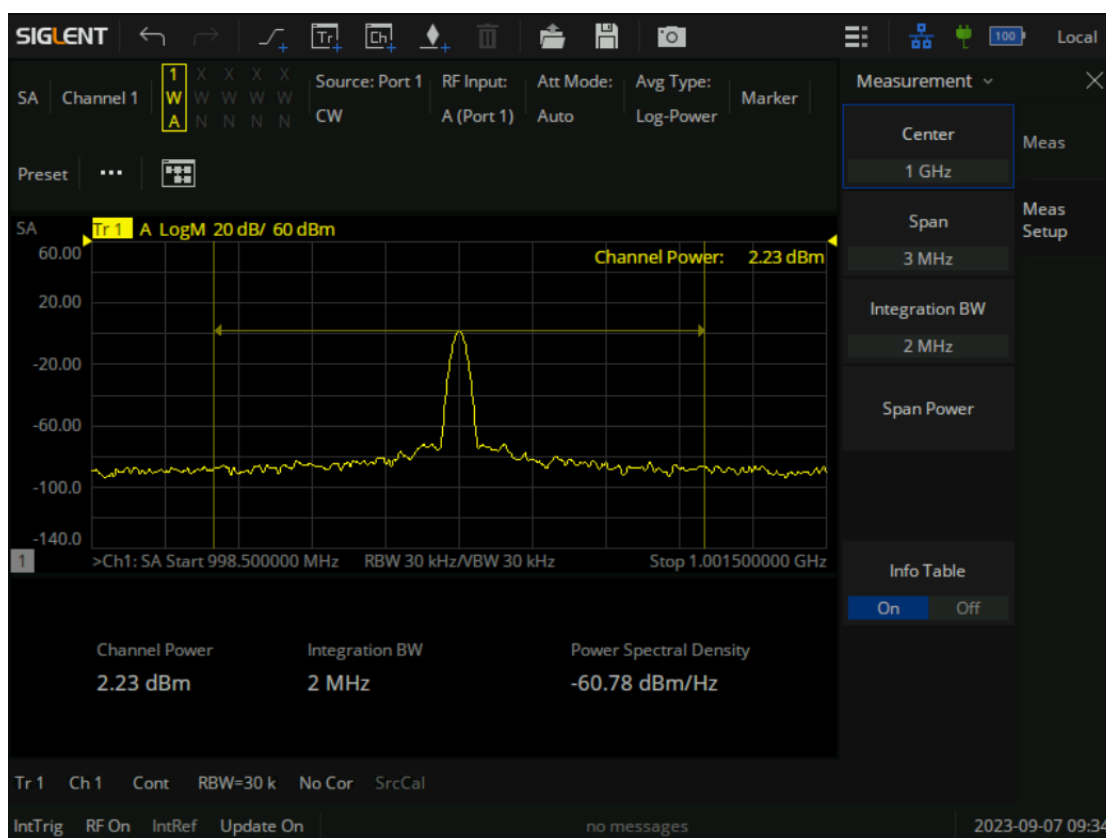 SIGLENT Tr Ch 100 Local
SA Channel 1 1 X X X X Source: Port 1 RF Input: Att Mode: Avg Type: Marker
W W W W W
A N N N N CW A (Port 1) Auto Log-Power
Preset ...
SA Tr 1 A LogM 20 dB/ 60 dBm
Channel Power: 2.23 dBm
60.00
20.00
-20.00
-60.00
-100.0
-140.0
1 >Ch1: SA Start 998.500000 MHz RBW 30 kHz/VBW 30 kHz Stop 1.001500000 GHz
Channel Power Integration BW Power Spectral Density
2.23 dBm 2 MHz -60.78 dBm/Hz
Measurement
Center
1 GHz
Span
3 MHz
Integration BW
2 MHz
Span Power
Info Table
On Off
Meas
Meas
Setup
Tr 1 Ch 1 Cont RBW=30 k No Cor SrcCal
IntTrig RF On IntRef Update On no messages 2023-09-07 09:34